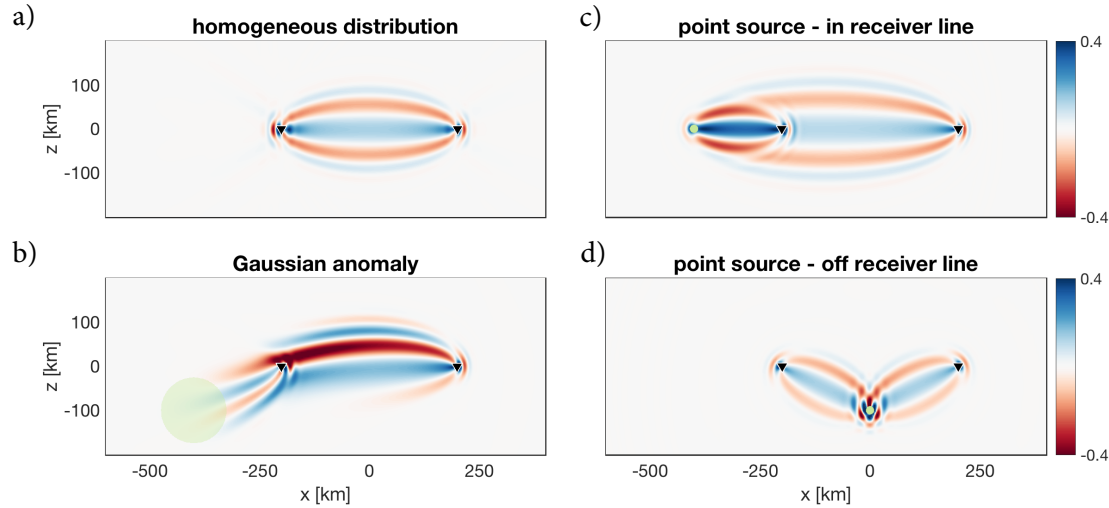 a)
homogeneous distribution
z [km]
100
0
-100
c)
point source - in receiver line
0.4
-0.4
b)
Gaussian anomaly
z [km]
100
0
-100
-500
-250
0
250
x [km]
d)
point source - off receiver line
0.4
-0.4
-500
-250
0
250
x [km]